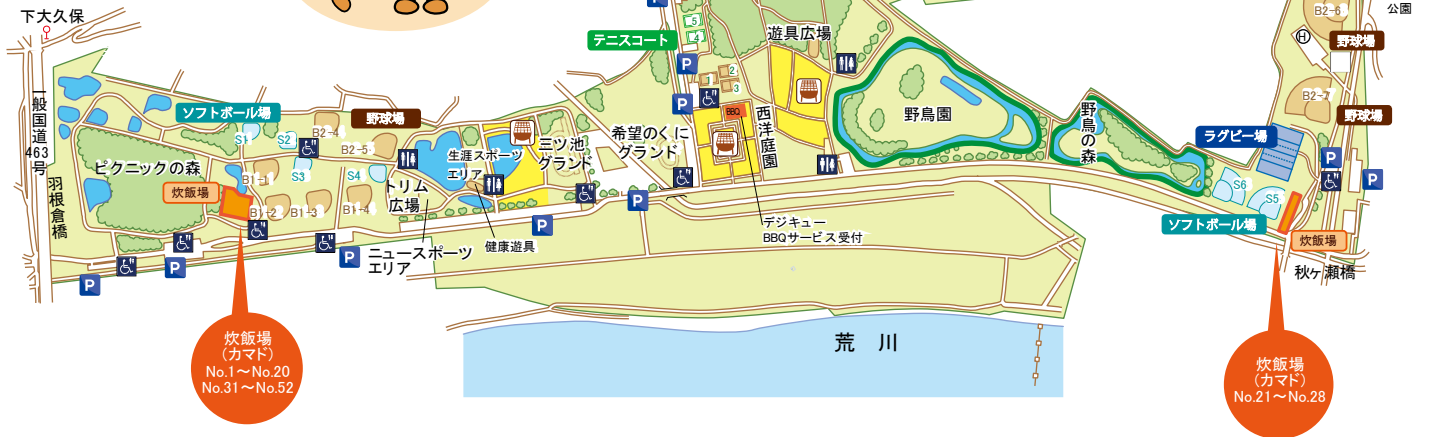 下大久保
一般国道463号
羽根倉橋
ピクニックの森
炊飯場
ソフトボール場
S1
S2
S3
S4
B2-4
B2-5
野球場
B1-1
B1-2
B1-3
B1-4
トリム
広場
ニュースポーツ
エリア
生涯スポーツ
エリア
健康遊具
三ツ池
グランド
希望のくに
グランド
テニスコート
5
4
1
2
3
遊具広場
BBQ
西洋庭園
デジキュー
BBQサービス受付
野鳥園
野鳥の森
ラグビー場
S6
S5
ソフトボール場
炊飯場
秋ヶ瀬橋
B2-6
公園
H
野球場
B2-7
野球場
P
P
P
P
P
P
P
P
P
P
荒 川
炊飯場
(カマド)
No.1～No.20
No.31～No.52
炊飯場
(カマド)
No.21～No.28